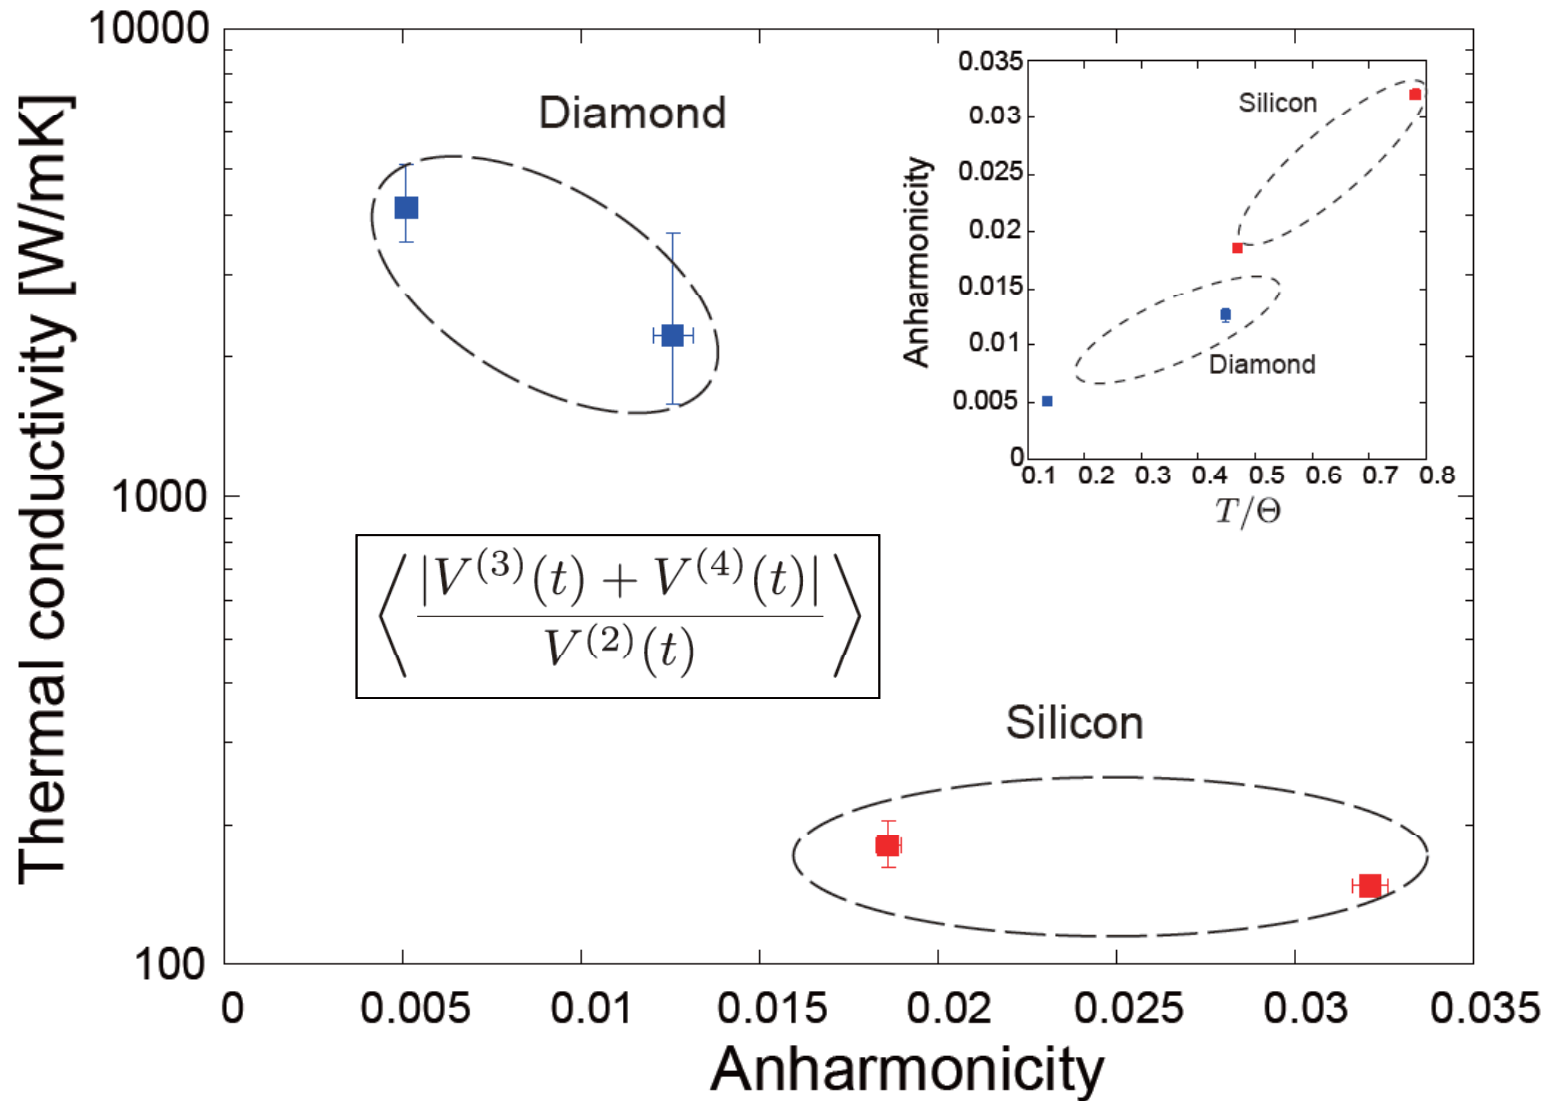 Thermal conductivity [W/mK]
10000
1000
100
Diamond
Silicon
⟨|V^{(3)}(t) + V^{(4)}(t)| / V^{(2)}(t)⟩
0 0.005 0.01 0.015 0.02 0.025 0.03 0.035
Anharmonicity
Anharmonicity
0.035
0.03
0.025
0.02
0.015
0.01
0.005
0
Silicon
Diamond
0.1 0.2 0.3 0.4 0.5 0.6 0.7 0.8
T/Θ